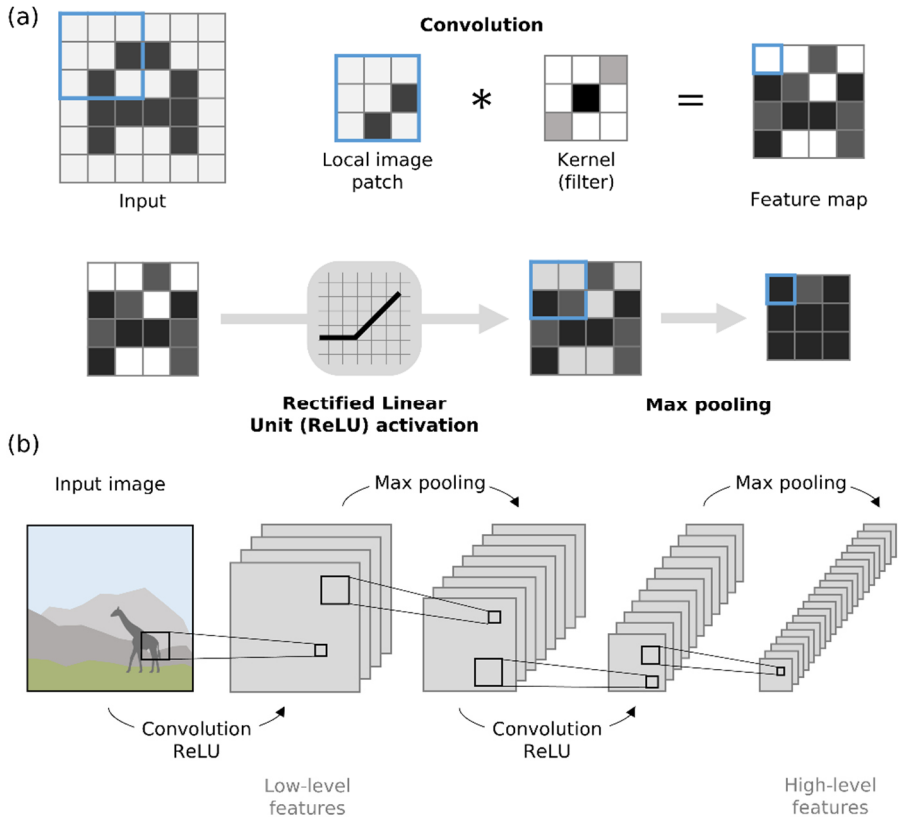 (a)
Convolution
*
=
Local image
patch
Kernel
(filter)
Input
Feature map
Rectified Linear
Unit (ReLU) activation
Max pooling
(b)
Input image
Max pooling
Max pooling
Convolution
ReLU
Convolution
ReLU
Low-level
features
High-level
features